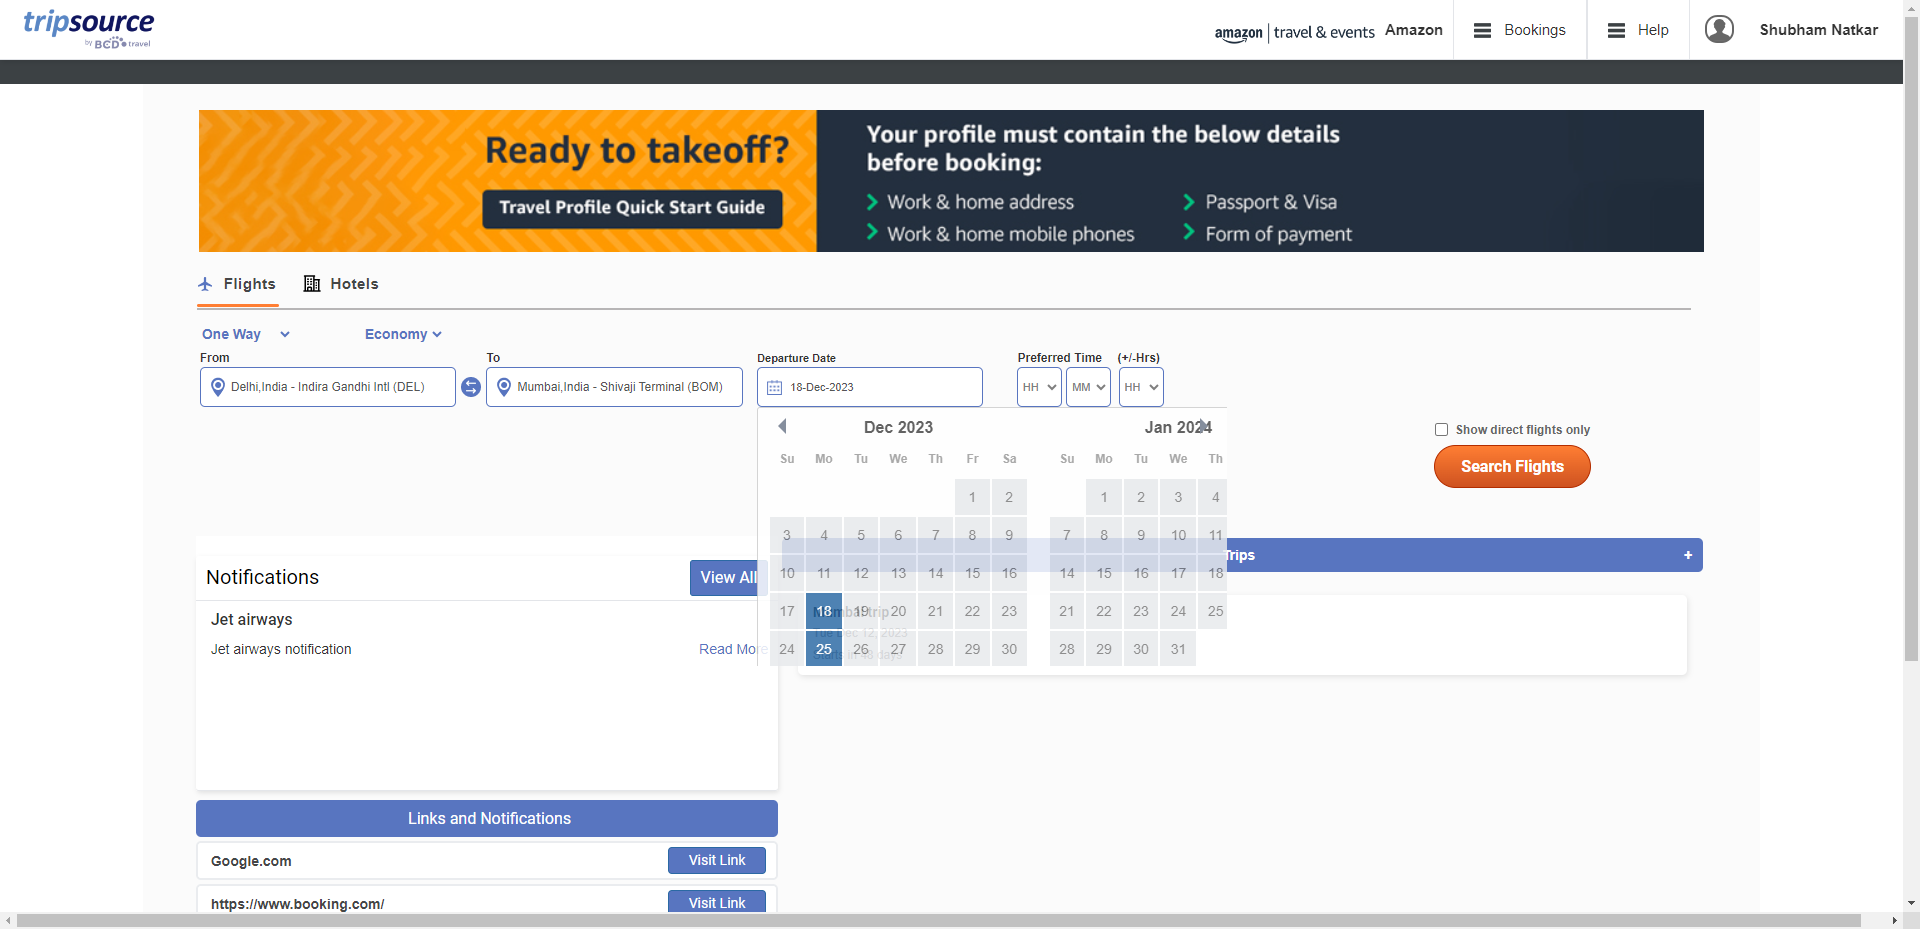 tripsource
by BCD travel
amazon | travel & events Amazon
Bookings
Help
Shubham Natkar
Ready to takeoff?
Travel Profile Quick Start Guide
Your profile must contain the below details
before booking:
Work & home address
Passport & Visa
Work & home mobile phones
Form of payment
Flights
Hotels
One Way
Economy
From
To
Departure Date
Preferred Time
(+/-Hrs)
Delhi,India - Indira Gandhi Intl (DEL)
Mumbai,India - Shivaji Terminal (BOM)
18-Dec-2023
HH
MM
HH
Dec 2023
Su Mo Tu We Th Fr Sa
1 2
3 4 5 6 7 8 9
10 11 12 13 14 15 16
17 18 19 20 21 22 23
24 25 26 27 28 29 30
Jan 2024
Su Mo Tu We Th
1 2 3 4
7 8 9 10 11
14 15 16 17 18
21 22 23 24 25
28 29 30 31
Show direct flights only
Search Flights
Trips +
trip
Tue Dec 12, 2023
Notifications
View All
Jet airways
Jet airways notification
Read More
Links and Notifications
Google.com
Visit Link
https://www.booking.com/
Visit Link